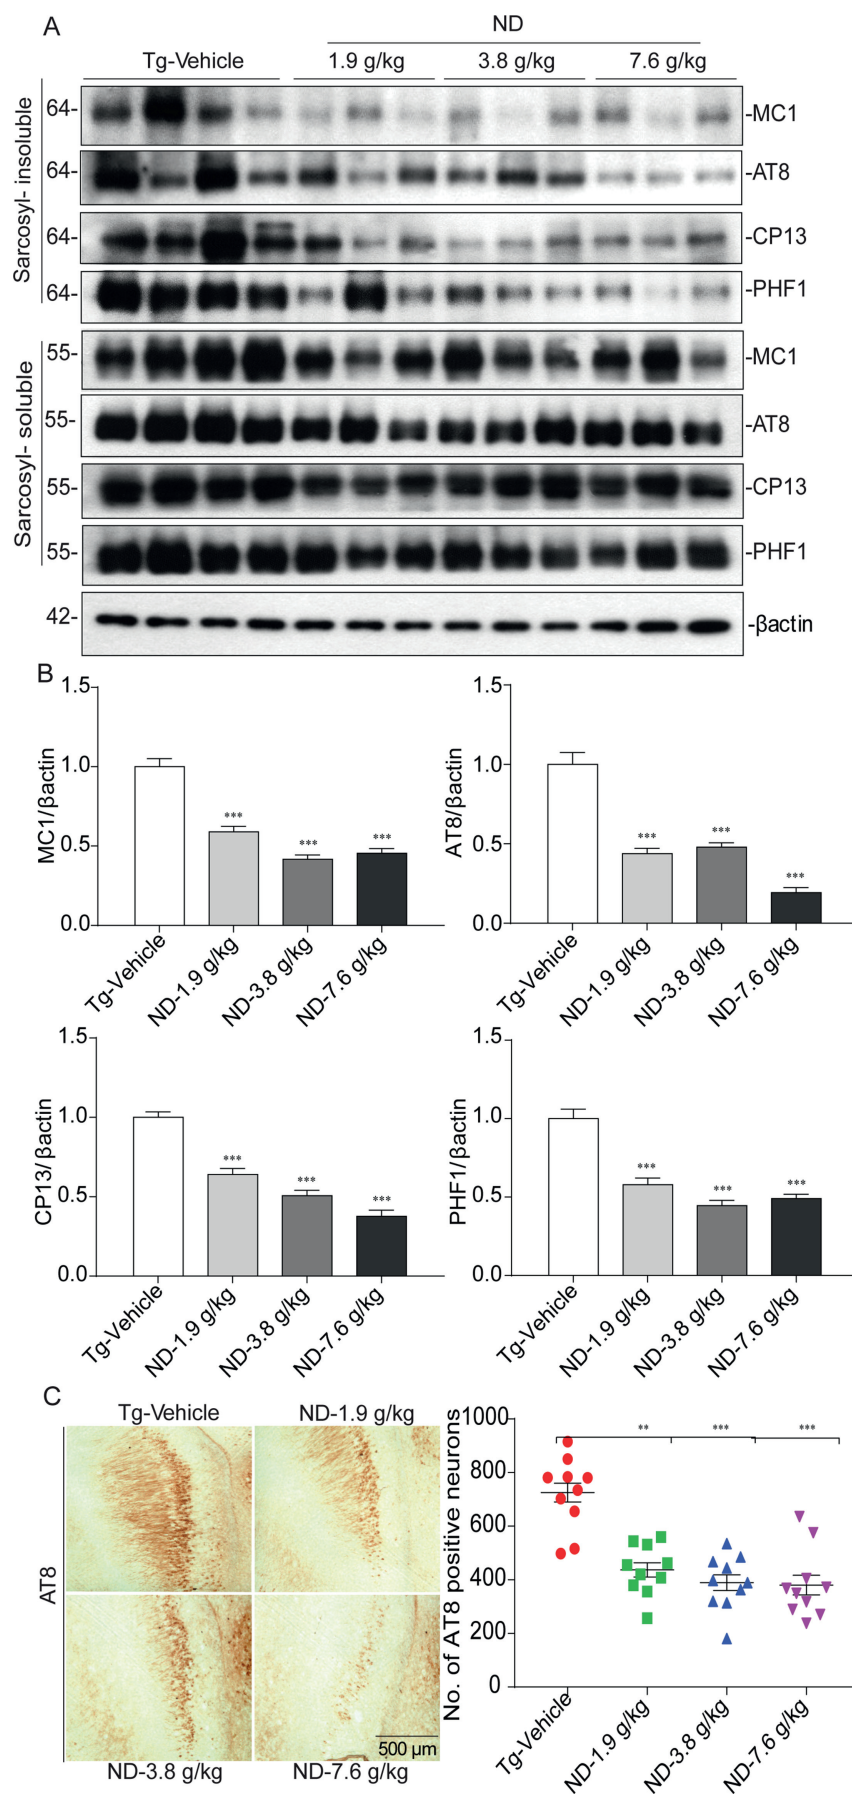 A
ND
Tg-Vehicle
1.9 g/kg
3.8 g/kg
7.6 g/kg
Sarcosyl- insoluble
64-
-MC1
64-
-AT8
64-
-CP13
64-
-PHF1
Sarcosyl- soluble
55-
-MC1
55-
-AT8
55-
-CP13
55-
-PHF1
42-
-βactin
B
1.5
1.0
0.5
0.0
MC1/βactin
***
***
***
Tg-Vehicle
ND-1.9 g/kg
ND-3.8 g/kg
ND-7.6 g/kg
1.5
1.0
0.5
0.0
AT8/βactin
***
***
***
Tg-Vehicle
ND-1.9 g/kg
ND-3.8 g/kg
ND-7.6 g/kg
1.5
1.0
0.5
0.0
CP13/βactin
***
***
***
Tg-Vehicle
ND-1.9 g/kg
ND-3.8 g/kg
ND-7.6 g/kg
1.5
1.0
0.5
0.0
PHF1/βactin
***
***
***
Tg-Vehicle
ND-1.9 g/kg
ND-3.8 g/kg
ND-7.6 g/kg
C
Tg-Vehicle
ND-1.9 g/kg
AT8
500 µm
ND-3.8 g/kg
ND-7.6 g/kg
No. of AT8 positive neurons
1000
800
600
400
200
0
**
***
***
Tg-Vehicle
ND-1.9 g/kg
ND-3.8 g/kg
ND-7.6 g/kg